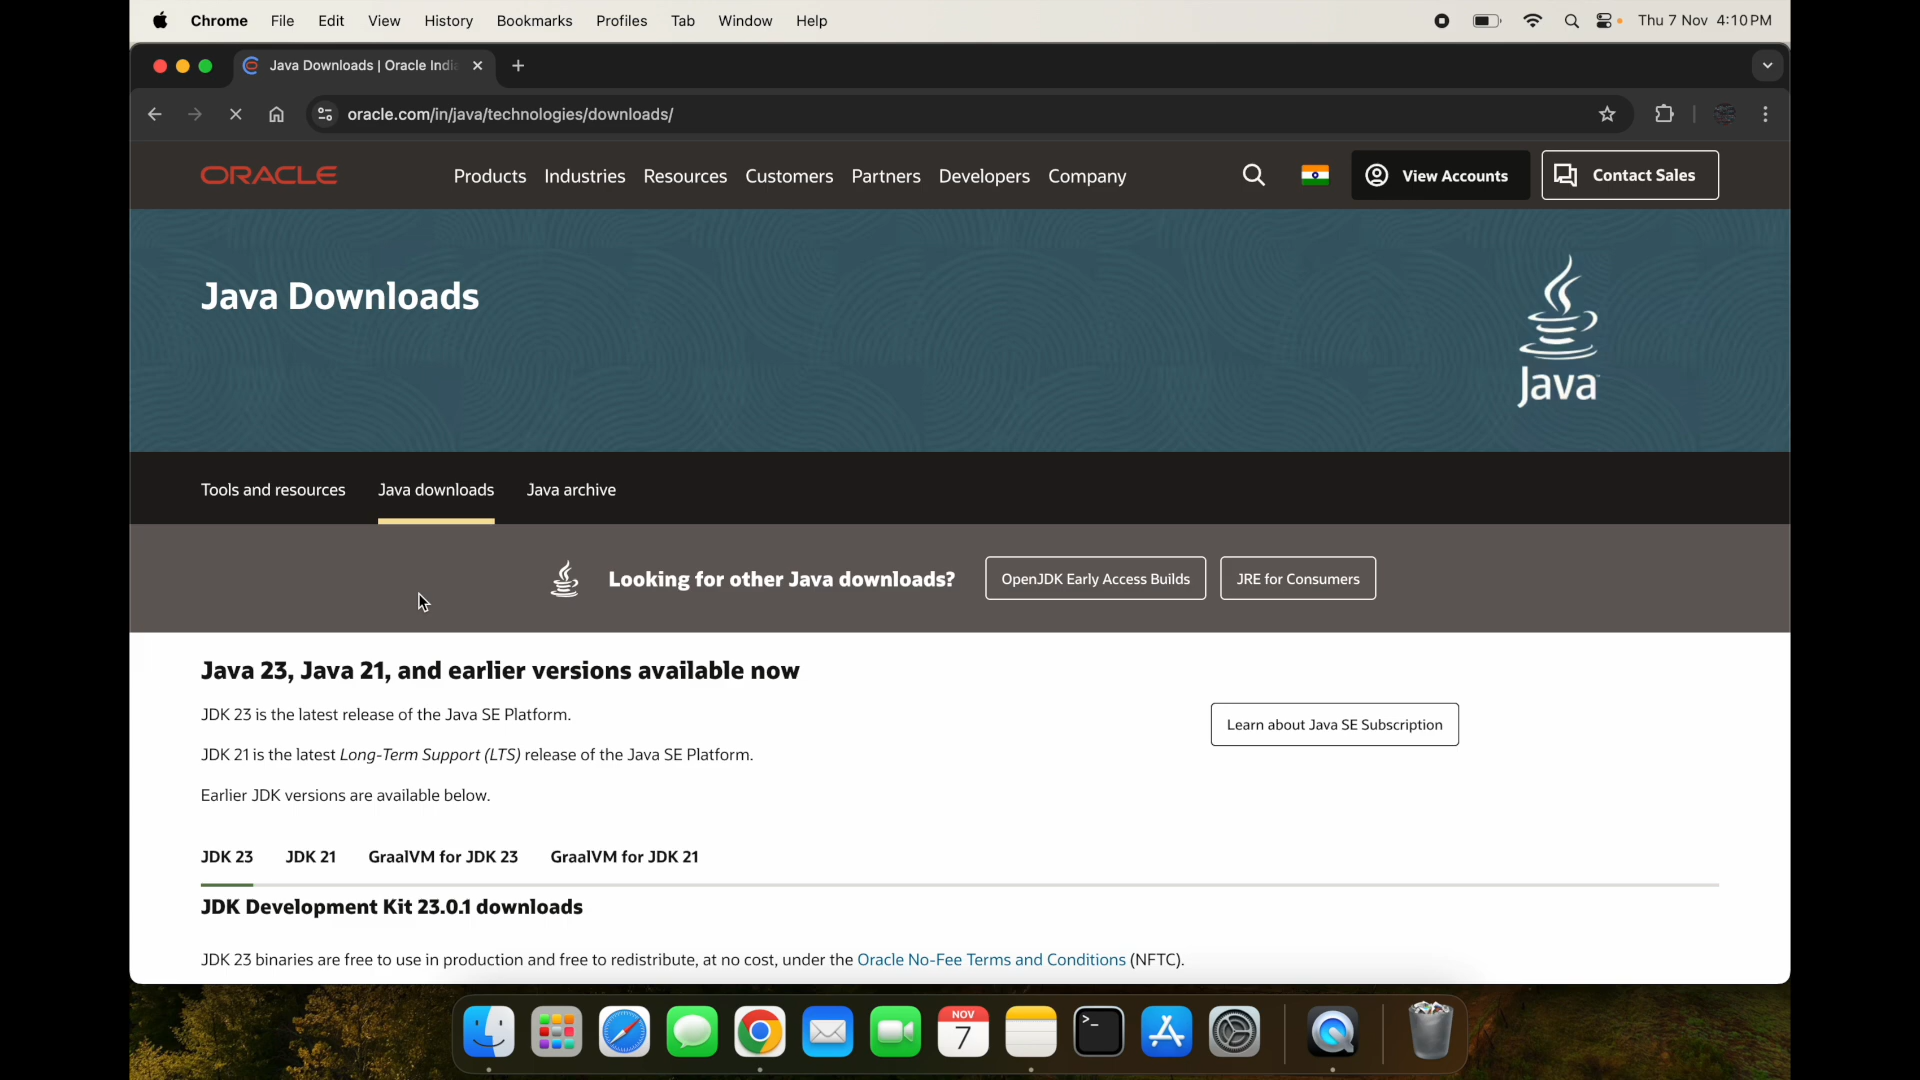 Chrome File Edit View History Bookmarks Profiles Tab Window Help Thu 7 Nov 4:10 PM
Java Downloads | Oracle Indi
oracle.com/in/java/technologies/downloads/
ORACLE Products Industries Resources Customers Partners Developers Company View Accounts Contact Sales
Java Downloads
Java
Tools and resources Java downloads Java archive
Looking for other Java downloads? OpenJDK Early Access Builds JRE for Consumers
Java 23, Java 21, and earlier versions available now
JDK 23 is the latest release of the Java SE Platform.
Learn about Java SE Subscription
JDK 21 is the latest Long-Term Support (LTS) release of the Java SE Platform.
Earlier JDK versions are available below.
JDK 23 JDK 21 GraalVM for JDK 23 GraalVM for JDK 21
JDK Development Kit 23.0.1 downloads
JDK 23 binaries are free to use in production and free to redistribute, at no cost, under the Oracle No-Fee Terms and Conditions (NFTC).
NOV
7